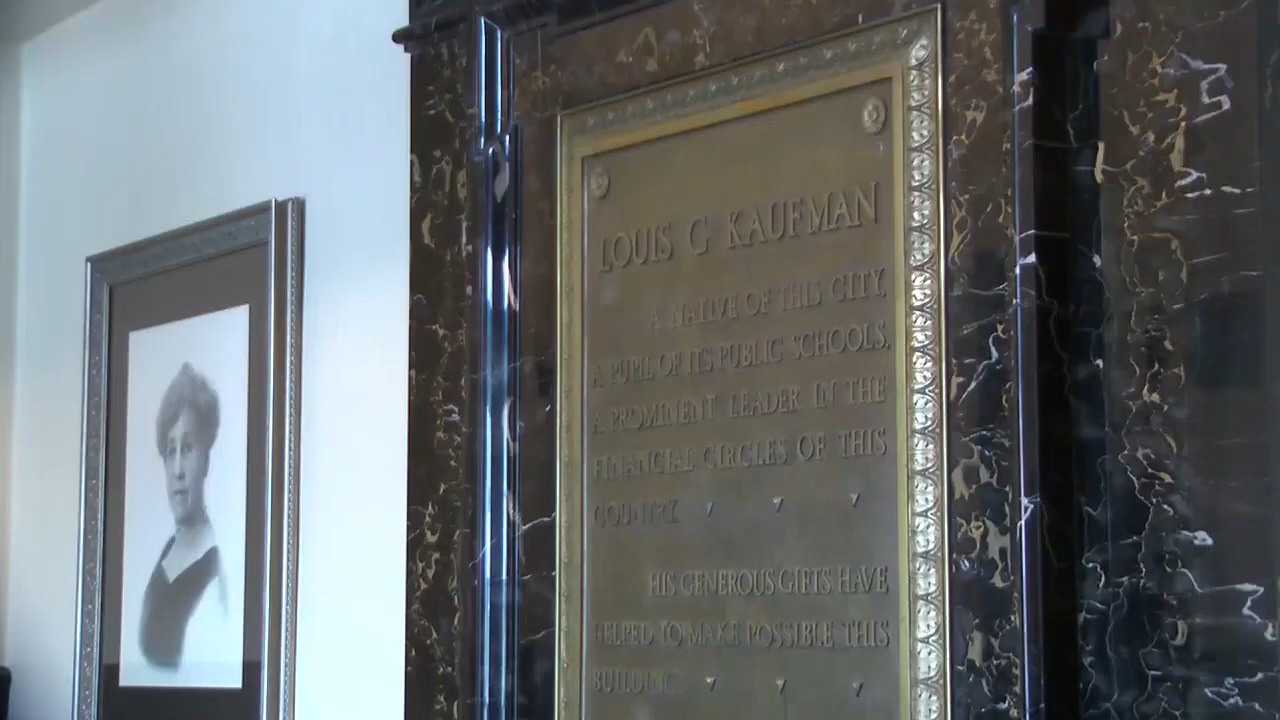 LOUIS G KAUFMAN
A NATIVE OF THIS CITY,
A PUPIL OF ITS PUBLIC SCHOOLS,
A PROMINENT LEADER IN THE
FINANCIAL CIRCLES OF THIS
COUNTRY.
HIS GENEROUS GIFTS HAVE
HELPED TO MAKE POSSIBLE THIS
BUILDING.